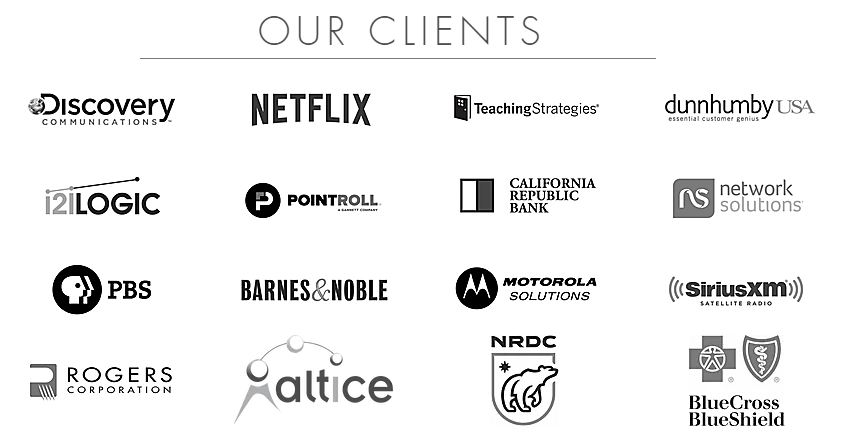 OUR CLIENTS
Discovery
COMMUNICATIONS™
NETFLIX
TeachingStrategies®
dunnhumby USA
essential customer genius
i2iLOGIC
POINTROLL
A GANNETT COMPANY
CALIFORNIA
REPUBLIC
BANK
ns network
solutions
PBS
BARNES&NOBLE
MOTOROLA
SOLUTIONS
SiriusXM
SATELLITE RADIO
ROGERS
CORPORATION
altice
NRDC
BlueCross
BlueShield